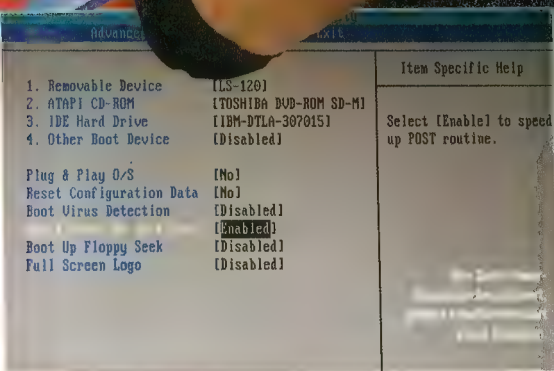 Advanced
Exit
Item Specific Help
1. Removable Device [LS-120]
2. ATAPI CD-ROM [TOSHIBA DVD-ROM SD-M]
3. IDE Hard Drive [IBM-DTLA-307015]
4. Other Boot Device [Disabled]
Select [Enable] to speed
up POST routine.
Plug & Play O/S [No]
Reset Configuration Data [No]
Boot Virus Detection [Disabled]
[Enabled]
Boot Up Floppy Seek [Disabled]
Full Screen Logo [Disabled]